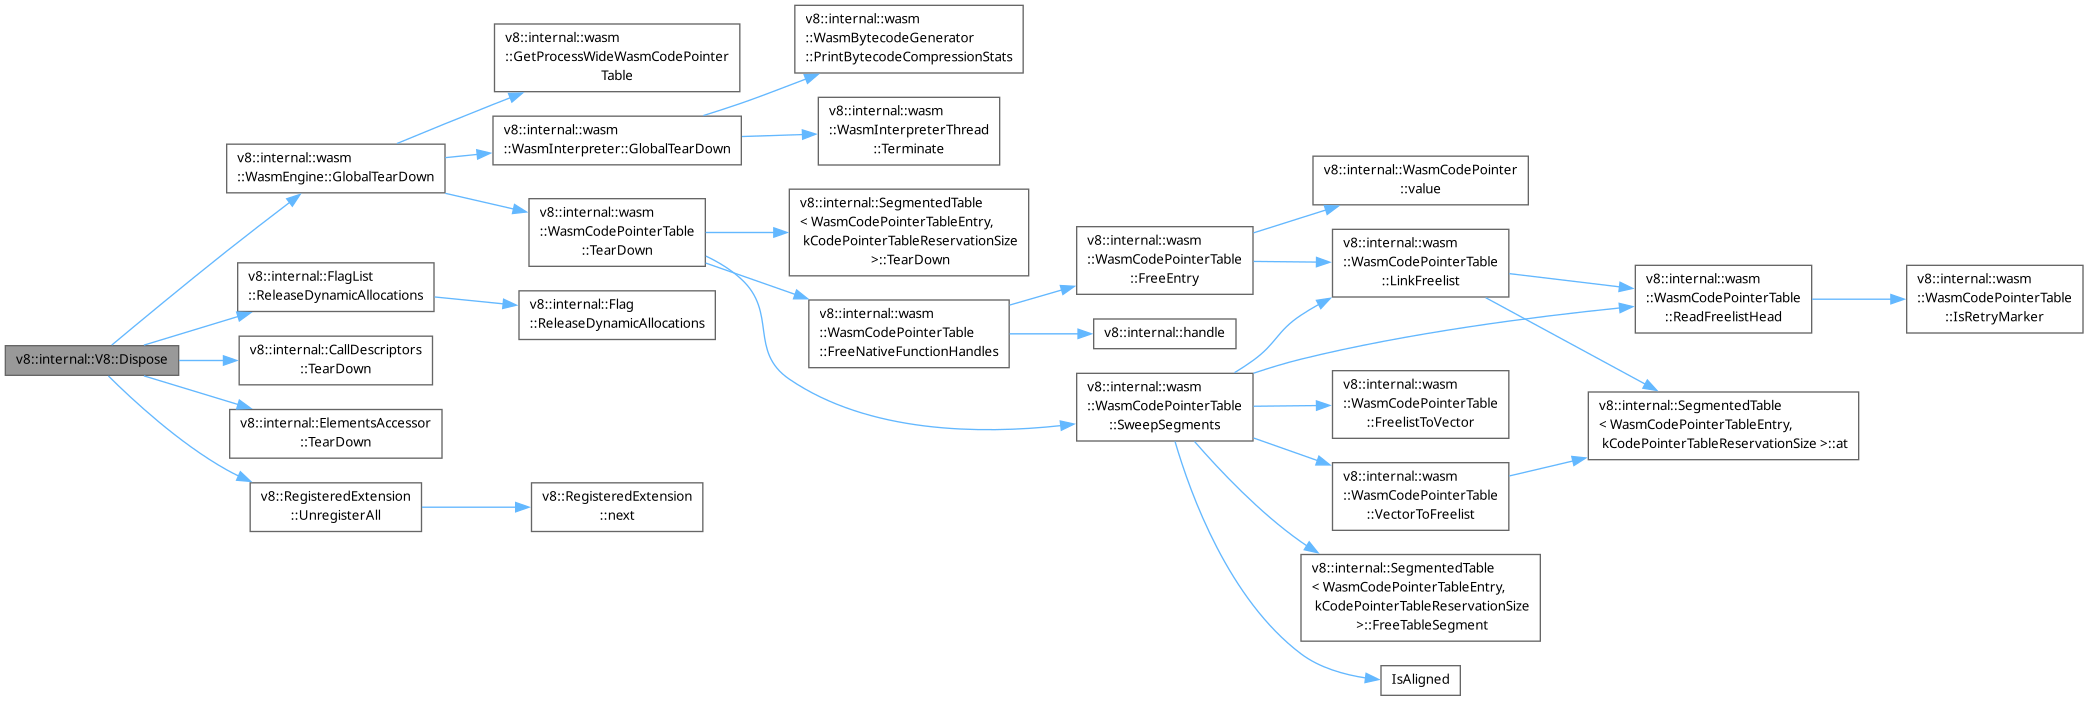 v8::internal::V8::Dispose
v8::internal::wasm
::WasmEngine::GlobalTearDown
v8::internal::FlagList
::ReleaseDynamicAllocations
v8::internal::CallDescriptors
::TearDown
v8::internal::ElementsAccessor
::TearDown
v8::RegisteredExtension
::UnregisterAll
v8::internal::wasm
::GetProcessWideWasmCodePointer
Table
v8::internal::wasm
::WasmInterpreter::GlobalTearDown
v8::internal::wasm
::WasmCodePointerTable
::TearDown
v8::internal::Flag
::ReleaseDynamicAllocations
v8::RegisteredExtension
::next
v8::internal::wasm
::WasmBytecodeGenerator
::PrintBytecodeCompressionStats
v8::internal::wasm
::WasmInterpreterThread
::Terminate
v8::internal::SegmentedTable
< WasmCodePointerTableEntry,
kCodePointerTableReservationSize
>::TearDown
v8::internal::wasm
::WasmCodePointerTable
::FreeNativeFunctionHandles
v8::internal::wasm
::WasmCodePointerTable
::FreeEntry
v8::internal::handle
v8::internal::wasm
::WasmCodePointerTable
::SweepSegments
v8::internal::WasmCodePointer
::value
v8::internal::wasm
::WasmCodePointerTable
::LinkFreelist
v8::internal::wasm
::WasmCodePointerTable
::FreelistToVector
v8::internal::wasm
::WasmCodePointerTable
::VectorToFreelist
v8::internal::SegmentedTable
< WasmCodePointerTableEntry,
kCodePointerTableReservationSize
>::FreeTableSegment
IsAligned
v8::internal::wasm
::WasmCodePointerTable
::ReadFreelistHead
v8::internal::SegmentedTable
< WasmCodePointerTableEntry,
kCodePointerTableReservationSize >::at
v8::internal::wasm
::WasmCodePointerTable
::IsRetryMarker